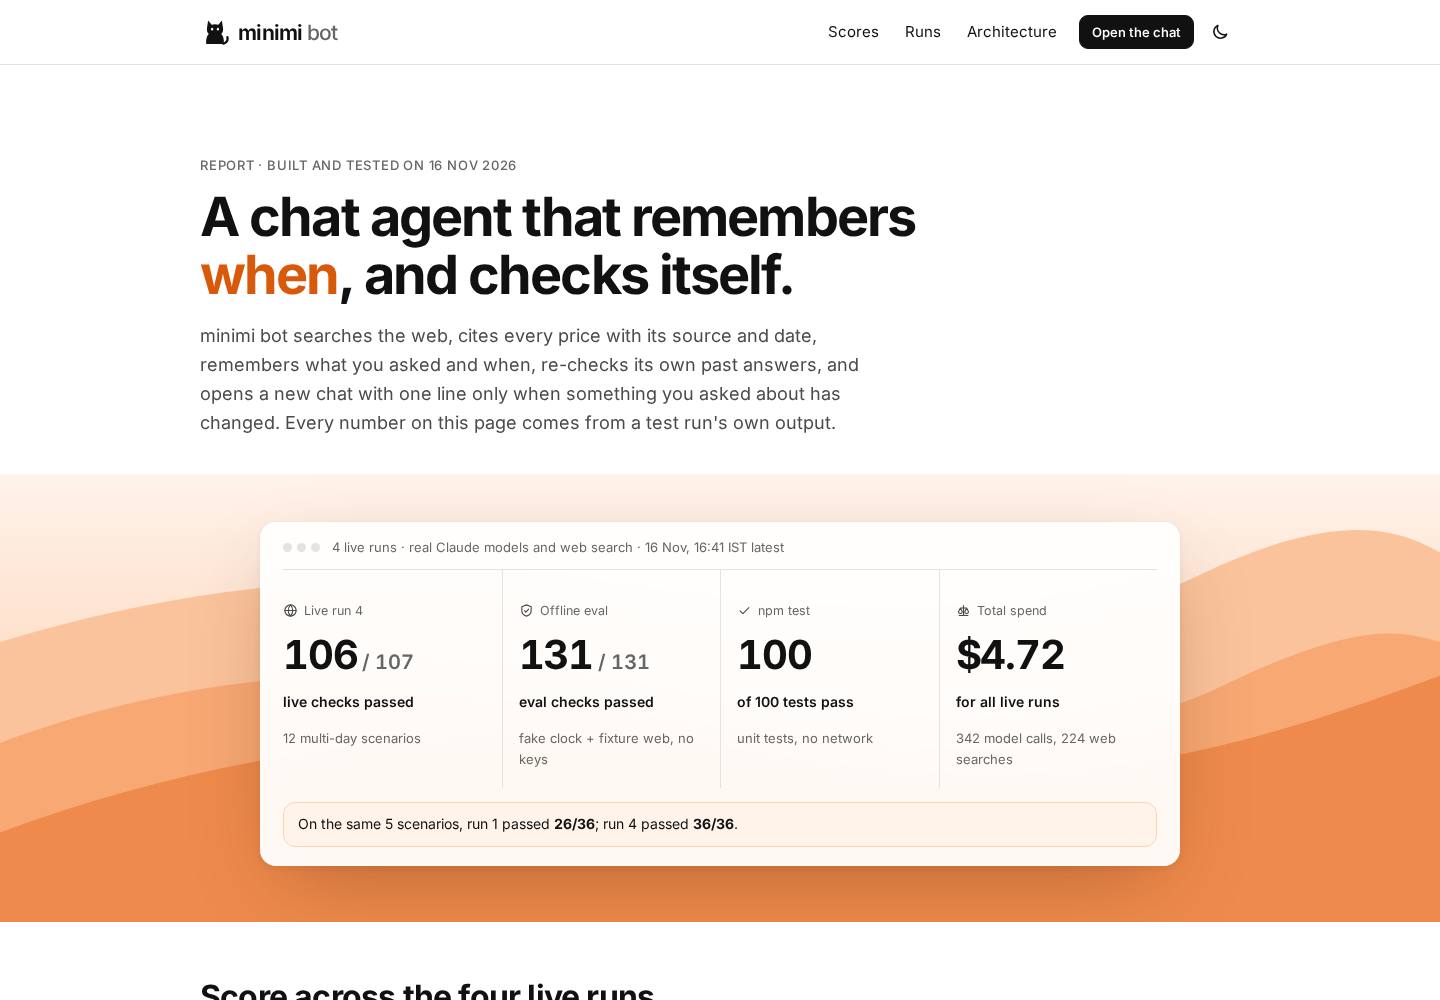 minimi bot
Scores
Runs
Architecture
Open the chat
REPORT · BUILT AND TESTED ON 16 NOV 2026
A chat agent that remembers
when, and checks itself.
minimi bot searches the web, cites every price with its source and date,
remembers what you asked and when, re-checks its own past answers, and
opens a new chat with one line only when something you asked about has
changed. Every number on this page comes from a test run's own output.
4 live runs · real Claude models and web search · 16 Nov, 16:41 IST latest
Live run 4
106 / 107
live checks passed
12 multi-day scenarios
Offline eval
131 / 131
eval checks passed
fake clock + fixture web, no
keys
npm test
100
of 100 tests pass
unit tests, no network
Total spend
$4.72
for all live runs
342 model calls, 224 web
searches
On the same 5 scenarios, run 1 passed 26/36; run 4 passed 36/36.
Score across the four live runs